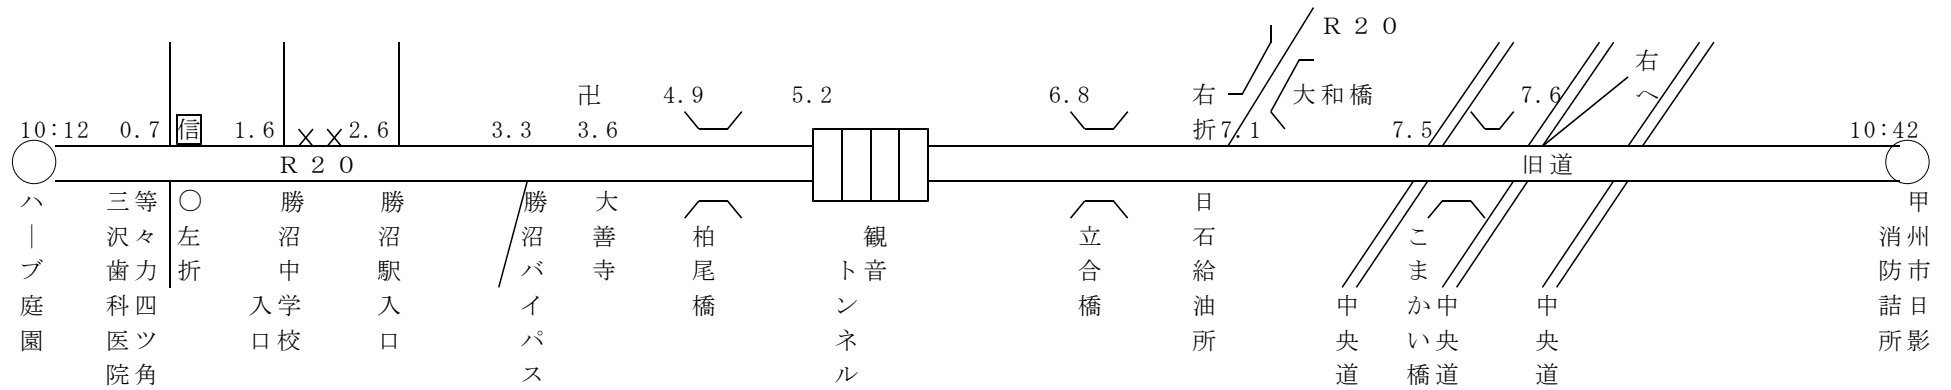 Ｒ２０
右へ
卍
4.9
5.2
6.8
右折
大和橋
7.6
10:12
0.7
信
1.6
2.6
3.3
3.6
7.1
7.5
10:42
Ｒ２０
旧道
ハーブ庭園
等々力四ツ角
三沢歯科医院
○左折
勝沼中学校
入口
勝沼駅入口
勝沼バイパス
大善寺
柏尾橋
観音
トンネル
立合橋
日石給油所
中央道
こまかい橋
中央道
中央道
甲州市日影
消防詰所